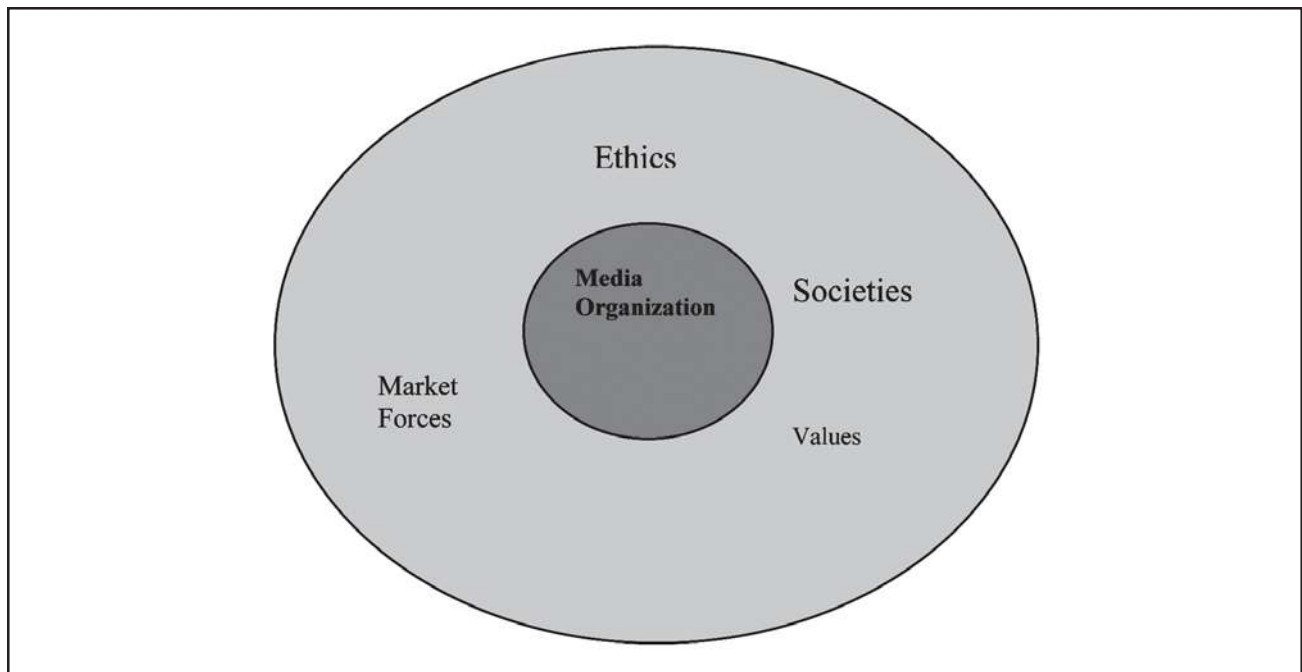 Ethics
Media
Organization
Societies
Market
Forces
Values